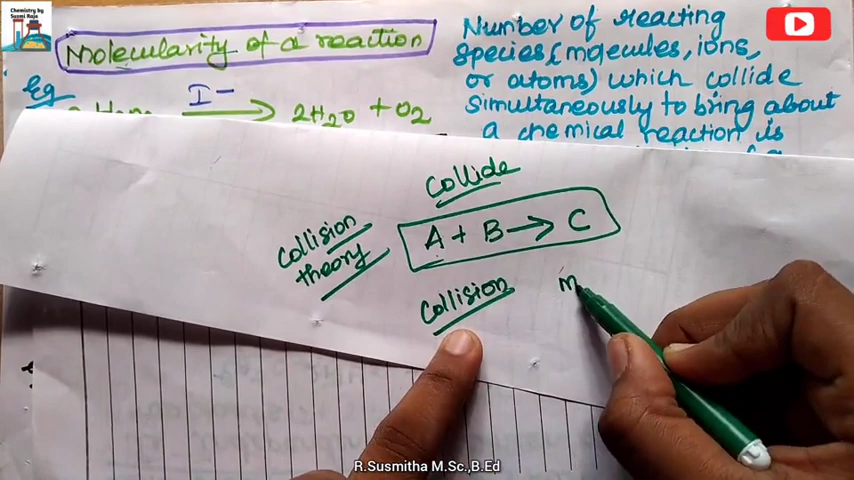 Chemistry by
Susmi Raja
Molecularity of a reaction
Eg
I-
2H2O + O2
Number of reacting
species (molecules, ions,
or atoms) which collide
simultaneously to bring about
a chemical reaction is
Collide
A + B → C
Collision
theory
Collision
m
R.Susmitha M.Sc.,B.Ed